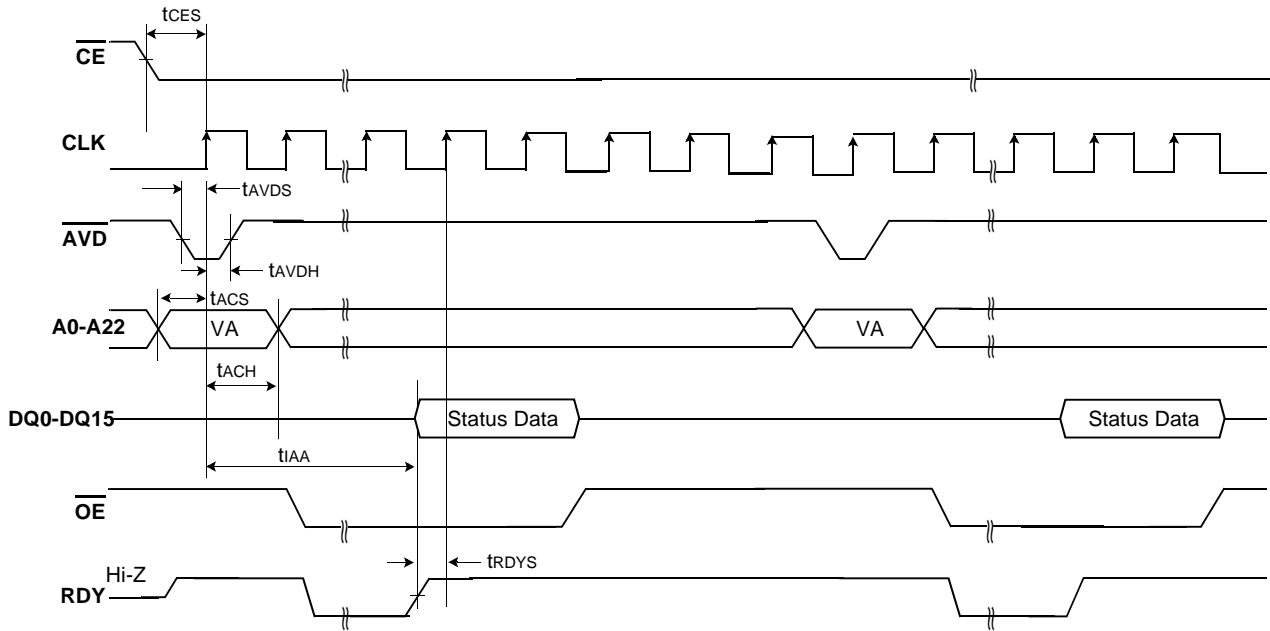 tCES
CE
CLK
tAVDS
AVD
tAVDH
tACS
A0-A22 VA VA
tACH
DQ0-DQ15 Status Data Status Data
tIAA
OE
tRDYS
Hi-Z
RDY